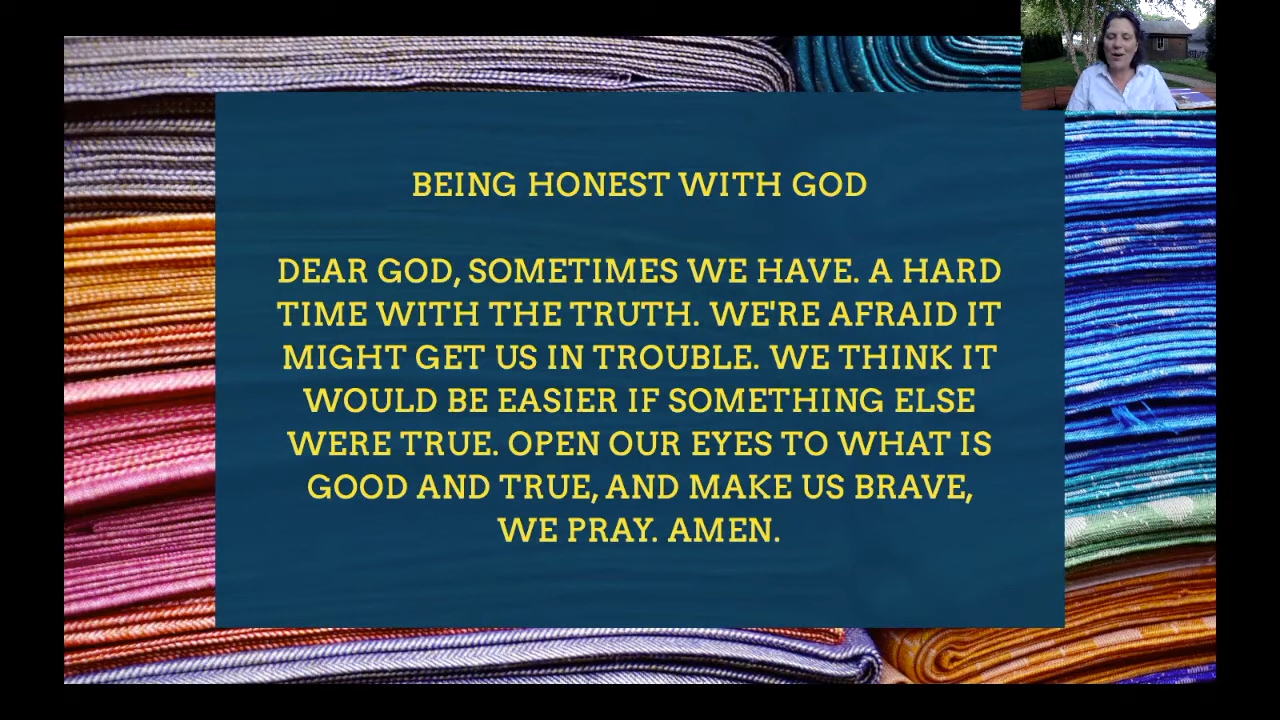 BEING HONEST WITH GOD
DEAR GOD, SOMETIMES WE HAVE. A HARD
TIME WITH THE TRUTH. WE'RE AFRAID IT
MIGHT GET US IN TROUBLE. WE THINK IT
WOULD BE EASIER IF SOMETHING ELSE
WERE TRUE. OPEN OUR EYES TO WHAT IS
GOOD AND TRUE, AND MAKE US BRAVE,
WE PRAY. AMEN.